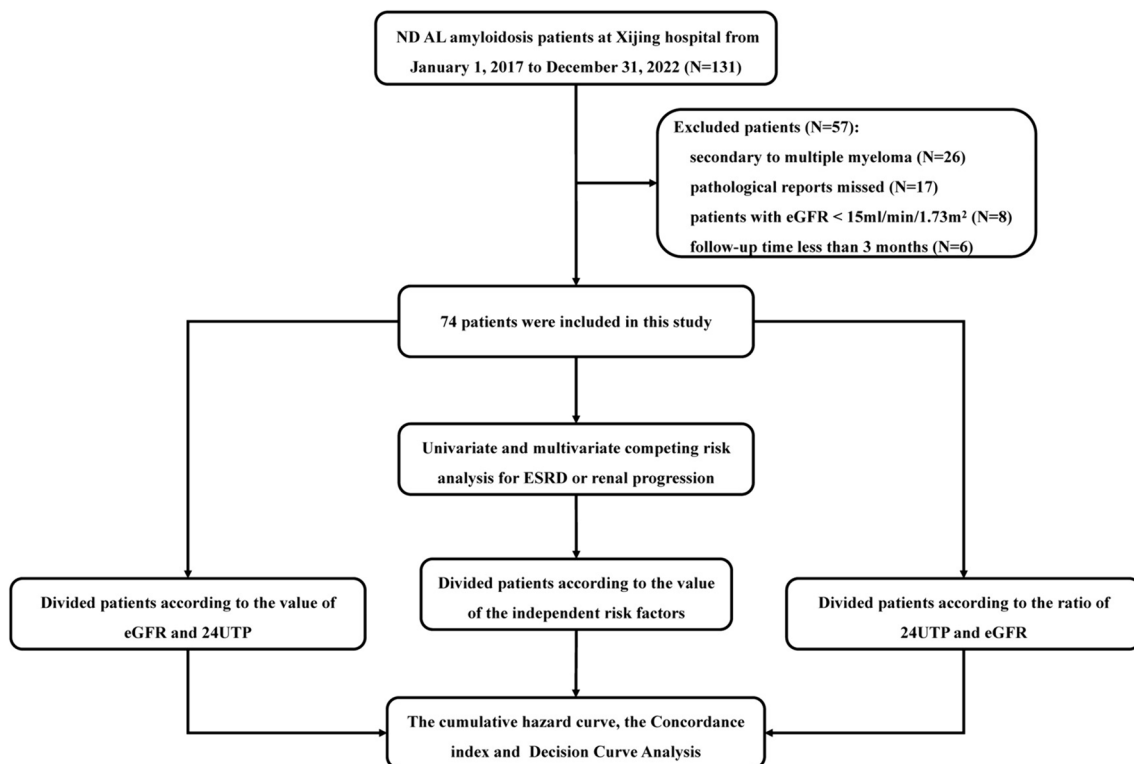 ND AL amyloidosis patients at Xijing hospital from
January 1, 2017 to December 31, 2022 (N=131)
Excluded patients (N=57):
secondary to multiple myeloma (N=26)
pathological reports missed (N=17)
patients with eGFR < 15ml/min/1.73m² (N=8)
follow-up time less than 3 months (N=6)
74 patients were included in this study
Univariate and multivariate competing risk
analysis for ESRD or renal progression
Divided patients according to the value of
eGFR and 24UTP
Divided patients according to the value
of the independent risk factors
Divided patients according to the ratio of
24UTP and eGFR
The cumulative hazard curve, the Concordance
index and Decision Curve Analysis